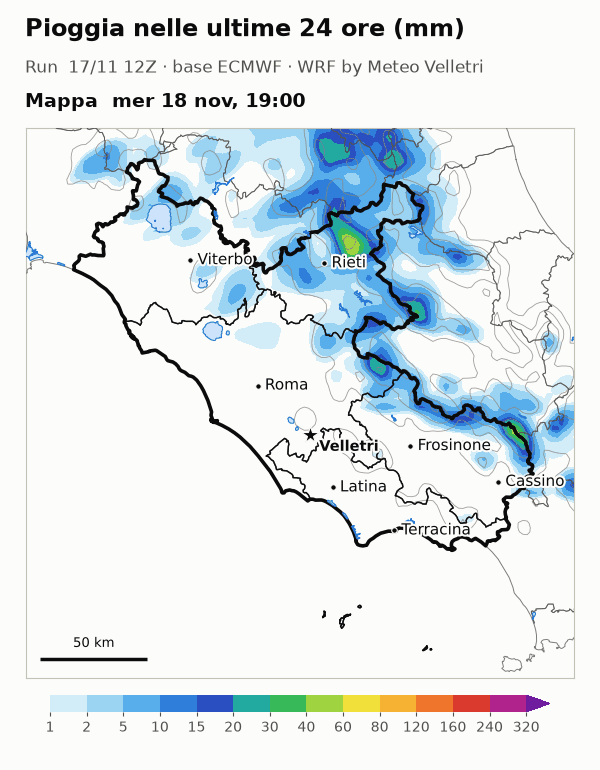 Pioggia nelle ultime 24 ore (mm)
Run  17/11 12Z · base ECMWF · WRF by Meteo Velletri
Mappa  mer 18 nov, 19:00
Viterbo
Rieti
Roma
Velletri
Frosinone
Latina
Cassino
Terracina
50 km
1 2 5 10 15 20 30 40 60 80 120 160 240 320